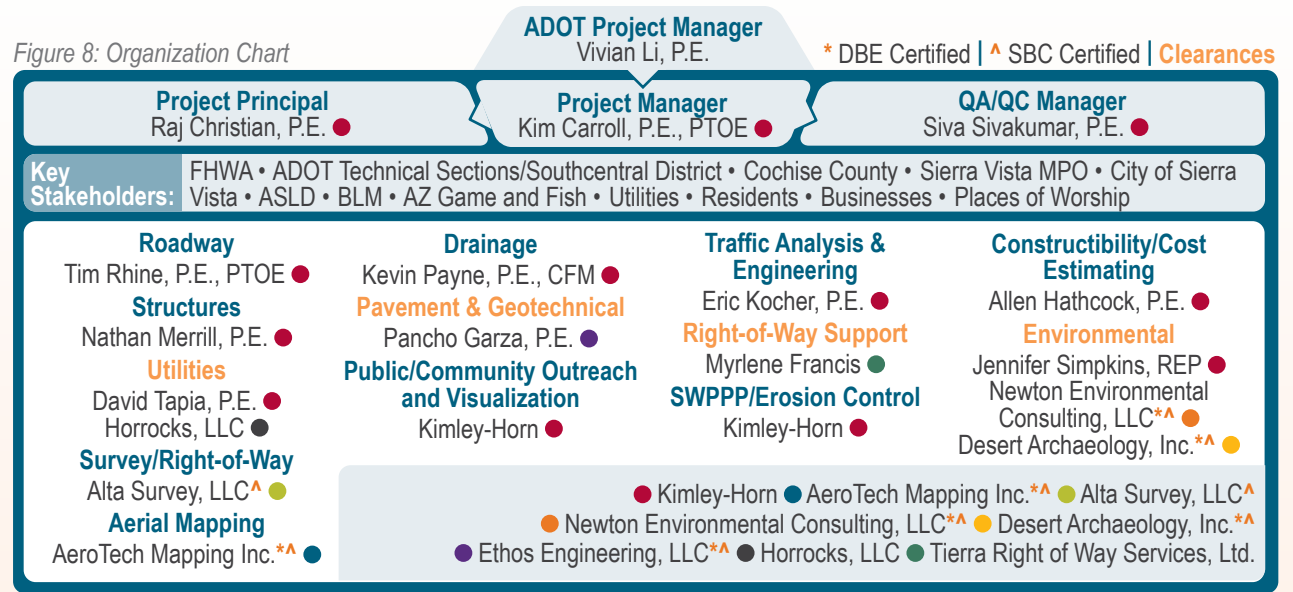 Figure 8: Organization Chart
ADOT Project Manager
Vivian Li, P.E.
* DBE Certified | ^ SBC Certified | Clearances
Project Principal
Raj Christian, P.E.
Project Manager
Kim Carroll, P.E., PTOE
QA/QC Manager
Siva Sivakumar, P.E.
Key
Stakeholders:
FHWA • ADOT Technical Sections/Southcentral District • Cochise County • Sierra Vista MPO • City of Sierra
Vista • ASLD • BLM • AZ Game and Fish • Utilities • Residents • Businesses • Places of Worship
Roadway
Tim Rhine, P.E., PTOE
Structures
Nathan Merrill, P.E.
Utilities
David Tapia, P.E.
Horrocks, LLC
Survey/Right-of-Way
Alta Survey, LLC^
Aerial Mapping
AeroTech Mapping Inc.*^
Drainage
Kevin Payne, P.E., CFM
Pavement & Geotechnical
Pancho Garza, P.E.
Public/Community Outreach
and Visualization
Kimley-Horn
Traffic Analysis &
Engineering
Eric Kocher, P.E.
Right-of-Way Support
Myrlene Francis
SWPPP/Erosion Control
Kimley-Horn
Constructibility/Cost
Estimating
Allen Hathcock, P.E.
Environmental
Jennifer Simpkins, REP
Newton Environmental
Consulting, LLC*^
Desert Archaeology, Inc.*^
Kimley-Horn AeroTech Mapping Inc.*^ Alta Survey, LLC^
Newton Environmental Consulting, LLC*^ Desert Archaeology, Inc.*^
Ethos Engineering, LLC*^ Horrocks, LLC Tierra Right of Way Services, Ltd.